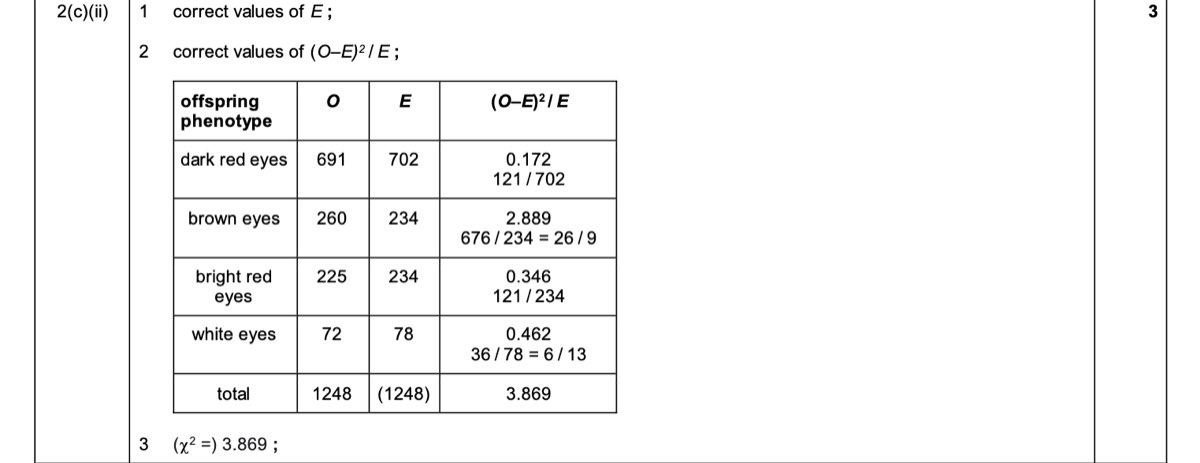 2(c)(ii) 1 correct values of E ; 3
2 correct values of (O–E)² / E ;
offspring phenotype O E (O–E)² / E
dark red eyes 691 702 0.172
121 / 702
brown eyes 260 234 2.889
676 / 234 = 26 / 9
bright red eyes 225 234 0.346
121 / 234
white eyes 72 78 0.462
36 / 78 = 6 / 13
total 1248 (1248) 3.869
3 (χ² =) 3.869 ;